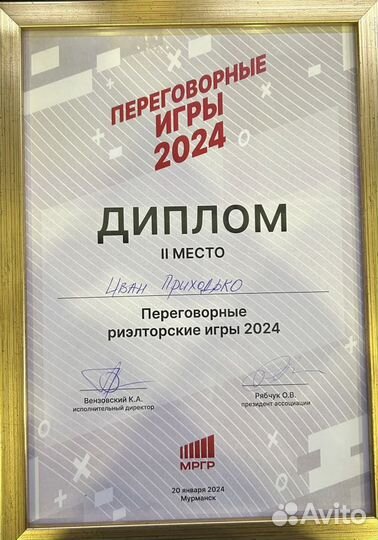 ПЕРЕГОВОРНЫЕ
ИГРЫ
2024
ДИПЛОМ
II МЕСТО
Иван Приходько
Переговорные
риэлторские игры 2024
Вензовский К.А.
исполнительный директор
Рябчук О.В.
президент ассоциации
МРГР
20 января 2024
Мурманск
Avito